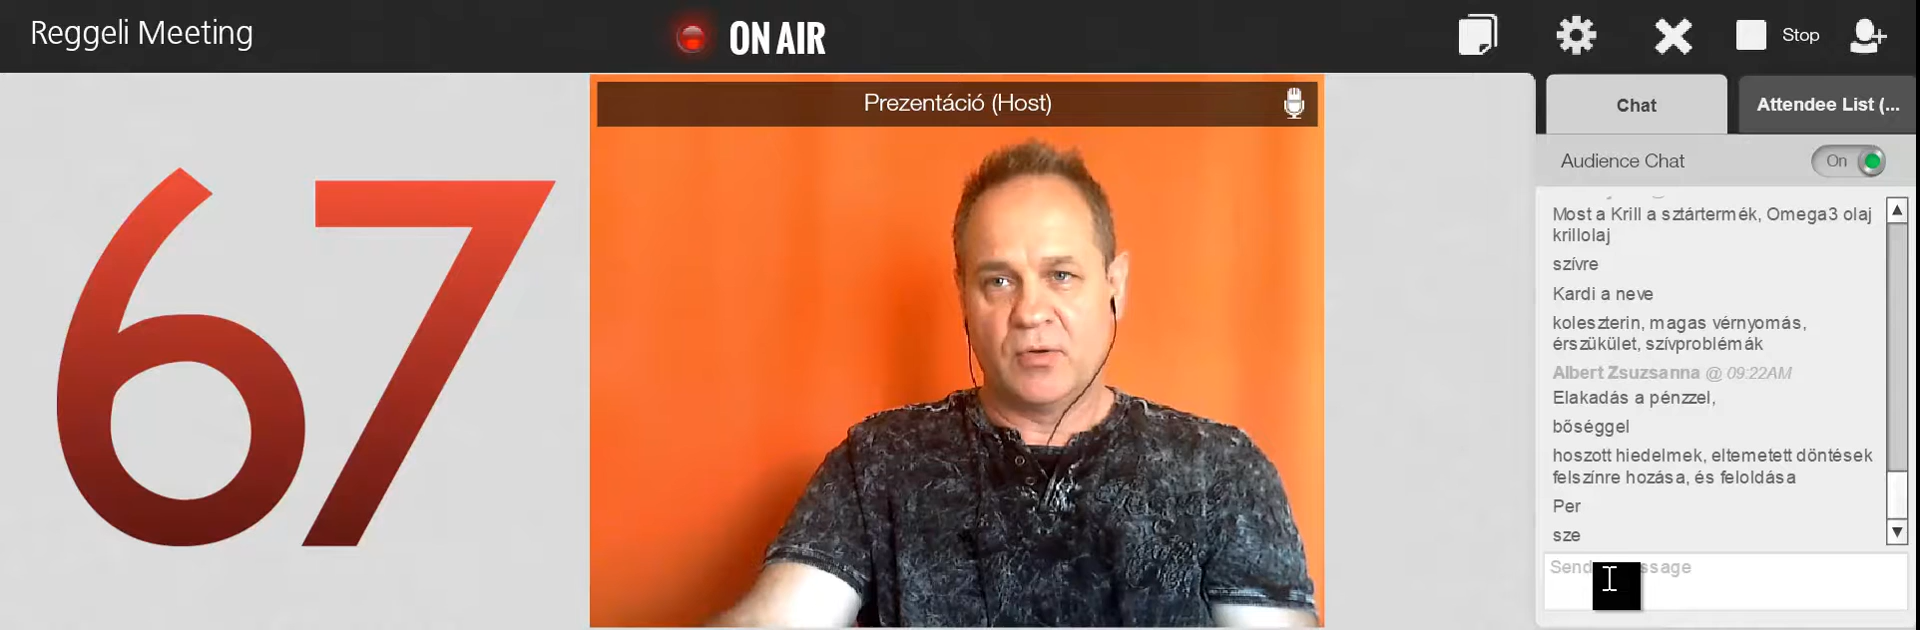 Reggeli Meeting
ON AIR
Stop
67
Prezentáció (Host)
Chat
Attendee List (...
Audience Chat
On
Most a Krill a sztártermék, Omega3 olaj
krillolaj
szívre
Kardi a neve
koleszterin, magas vérnyomás,
érszűkület, szívproblémák
Albert Zsuzsanna @ 09:22AM
Elakadás a pénzzel,
bőséggel
hoszott hiedelmek, eltemetett döntések
felszínre hozása, és feloldása
Per
sze
Send
ssage